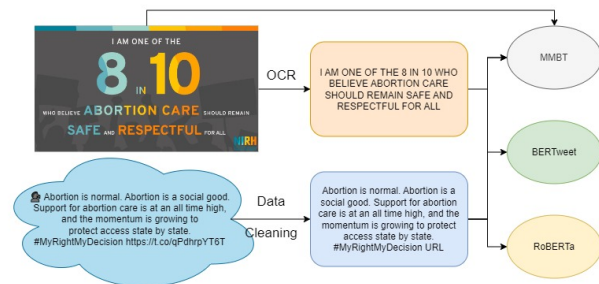 I AM ONE OF THE
8 IN 10
WHO BELIEVE ABORTION CARE SHOULD REMAIN
SAFE AND RESPECTFUL FOR ALL
OCR
I AM ONE OF THE 8 IN 10 WHO
BELIEVE ABORTION CARE
SHOULD REMAIN SAFE AND
RESPECTFUL FOR ALL
MMBT
Abortion is normal. Abortion is a
social good. Support for abortion
care is at an all time high,
and the momentum is growing to
protect access state by state.
#MyRightMyDecision https://t.co/qPdhrpYT6T
Data
Cleaning
Abortion is normal. Abortion is a
social good. Support for abortion
care is at an all time high, and the
momentum is growing to protect
access state by state.
#MyRightMyDecision URL
BERTweet
RoBERTa